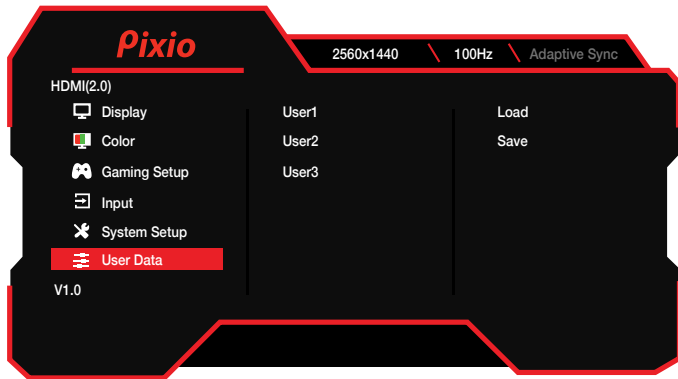 Pixio
2560x1440 \ 100Hz \ Adaptive Sync
HDMI(2.0)
Display User1 Load
Color User2 Save
Gaming Setup User3
Input
System Setup
User Data
V1.0